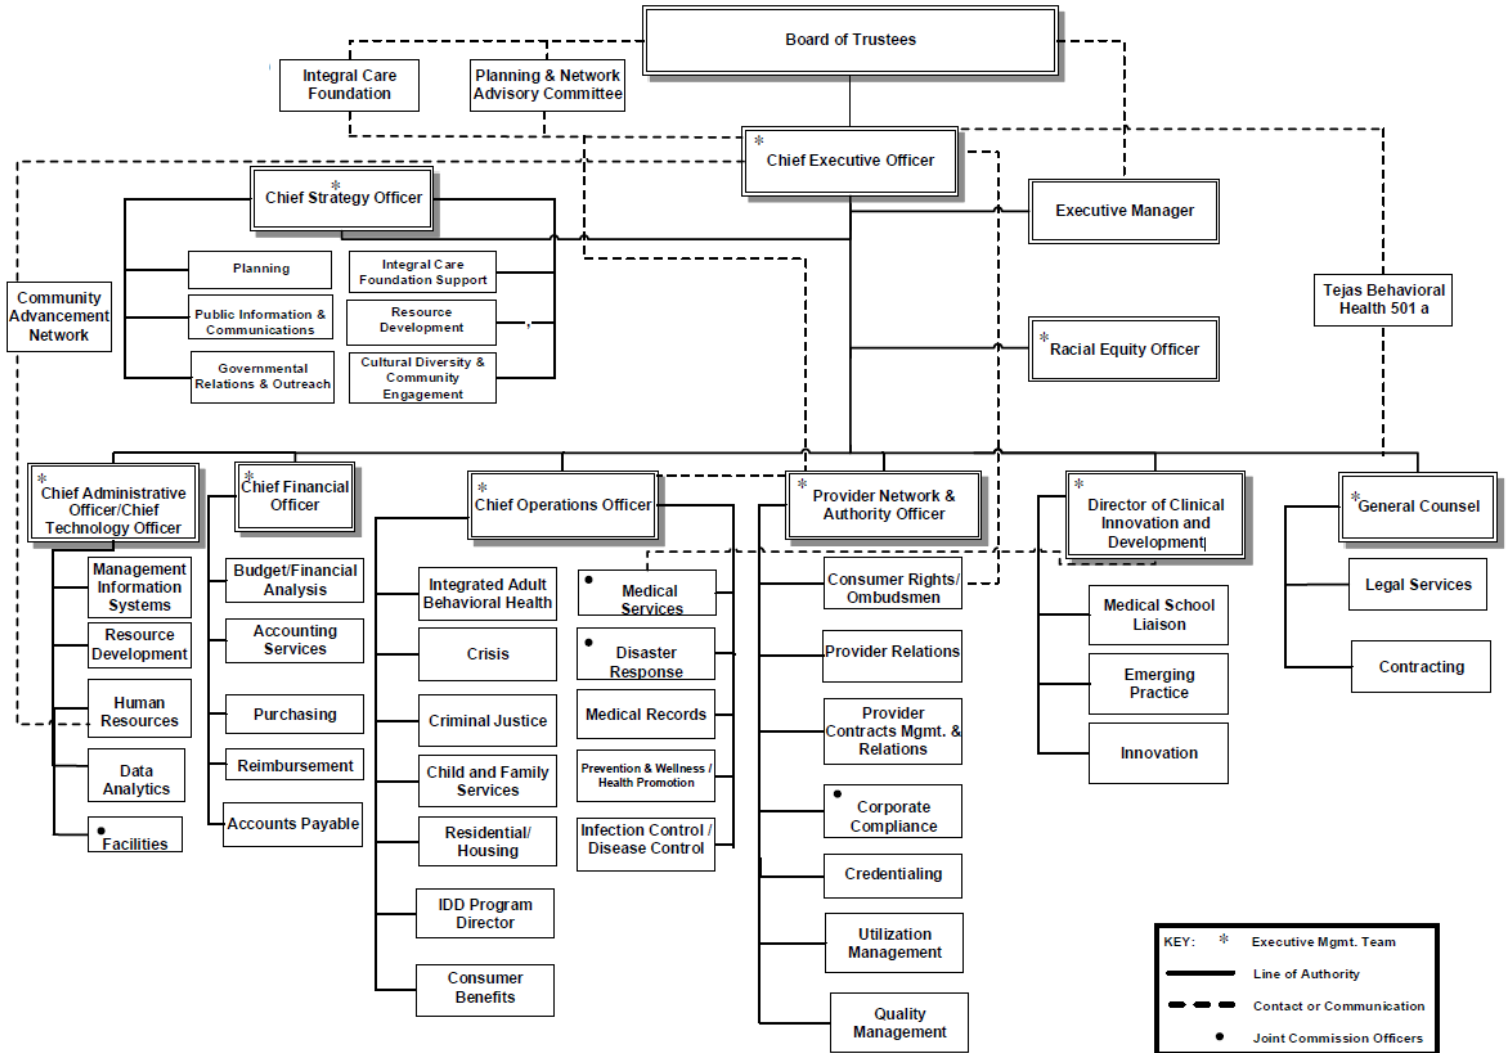 Board of Trustees
Integral Care
Foundation
Planning & Network
Advisory Committee
*
Chief Executive Officer
*
Chief Strategy Officer
Executive Manager
Planning
Integral Care
Foundation Support
Community
Advancement
Network
Public Information &
Communications
Resource
Development
,
Tejas Behavioral
Health 501 a
*
Racial Equity Officer
Governmental
Relations & Outreach
Cultural Diversity &
Community
Engagement
*
Chief Administrative
Officer/Chief
Technology Officer
*
Chief Financial
Officer
*
Chief Operations Officer
*
Provider Network &
Authority Officer
*
Director of Clinical
Innovation and
Development
*
General Counsel
Management
Information
Systems
Resource
Development
Human
Resources
Data
Analytics
•
Facilities
Budget/Financial
Analysis
Accounting
Services
Purchasing
Reimbursement
Accounts Payable
Integrated Adult
Behavioral Health
Crisis
Criminal Justice
Child and Family
Services
Residential/
Housing
IDD Program
Director
Consumer
Benefits
•
Medical
Services
•
Disaster
Response
Medical Records
Prevention & Wellness /
Health Promotion
Infection Control /
Disease Control
Consumer Rights/
Ombudsmen
Provider Relations
Provider
Contracts Mgmt. &
Relations
•
Corporate
Compliance
Credentialing
Utilization
Management
Quality
Management
Medical School
Liaison
Emerging
Practice
Innovation
Legal Services
Contracting
KEY: * Executive Mgmt. Team
Line of Authority
Contact or Communication
• Joint Commission Officers